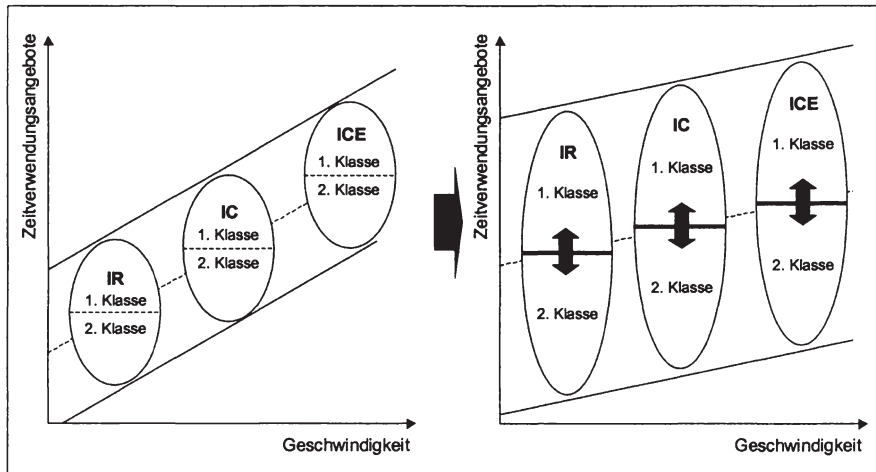 Zeitverwendungsangebote
ICE
1. Klasse
2. Klasse
IC
1. Klasse
2. Klasse
IR
1. Klasse
2. Klasse
Geschwindigkeit
Zeitverwendungsangebote
ICE
1. Klasse
2. Klasse
IC
1. Klasse
2. Klasse
IR
1. Klasse
2. Klasse
Geschwindigkeit